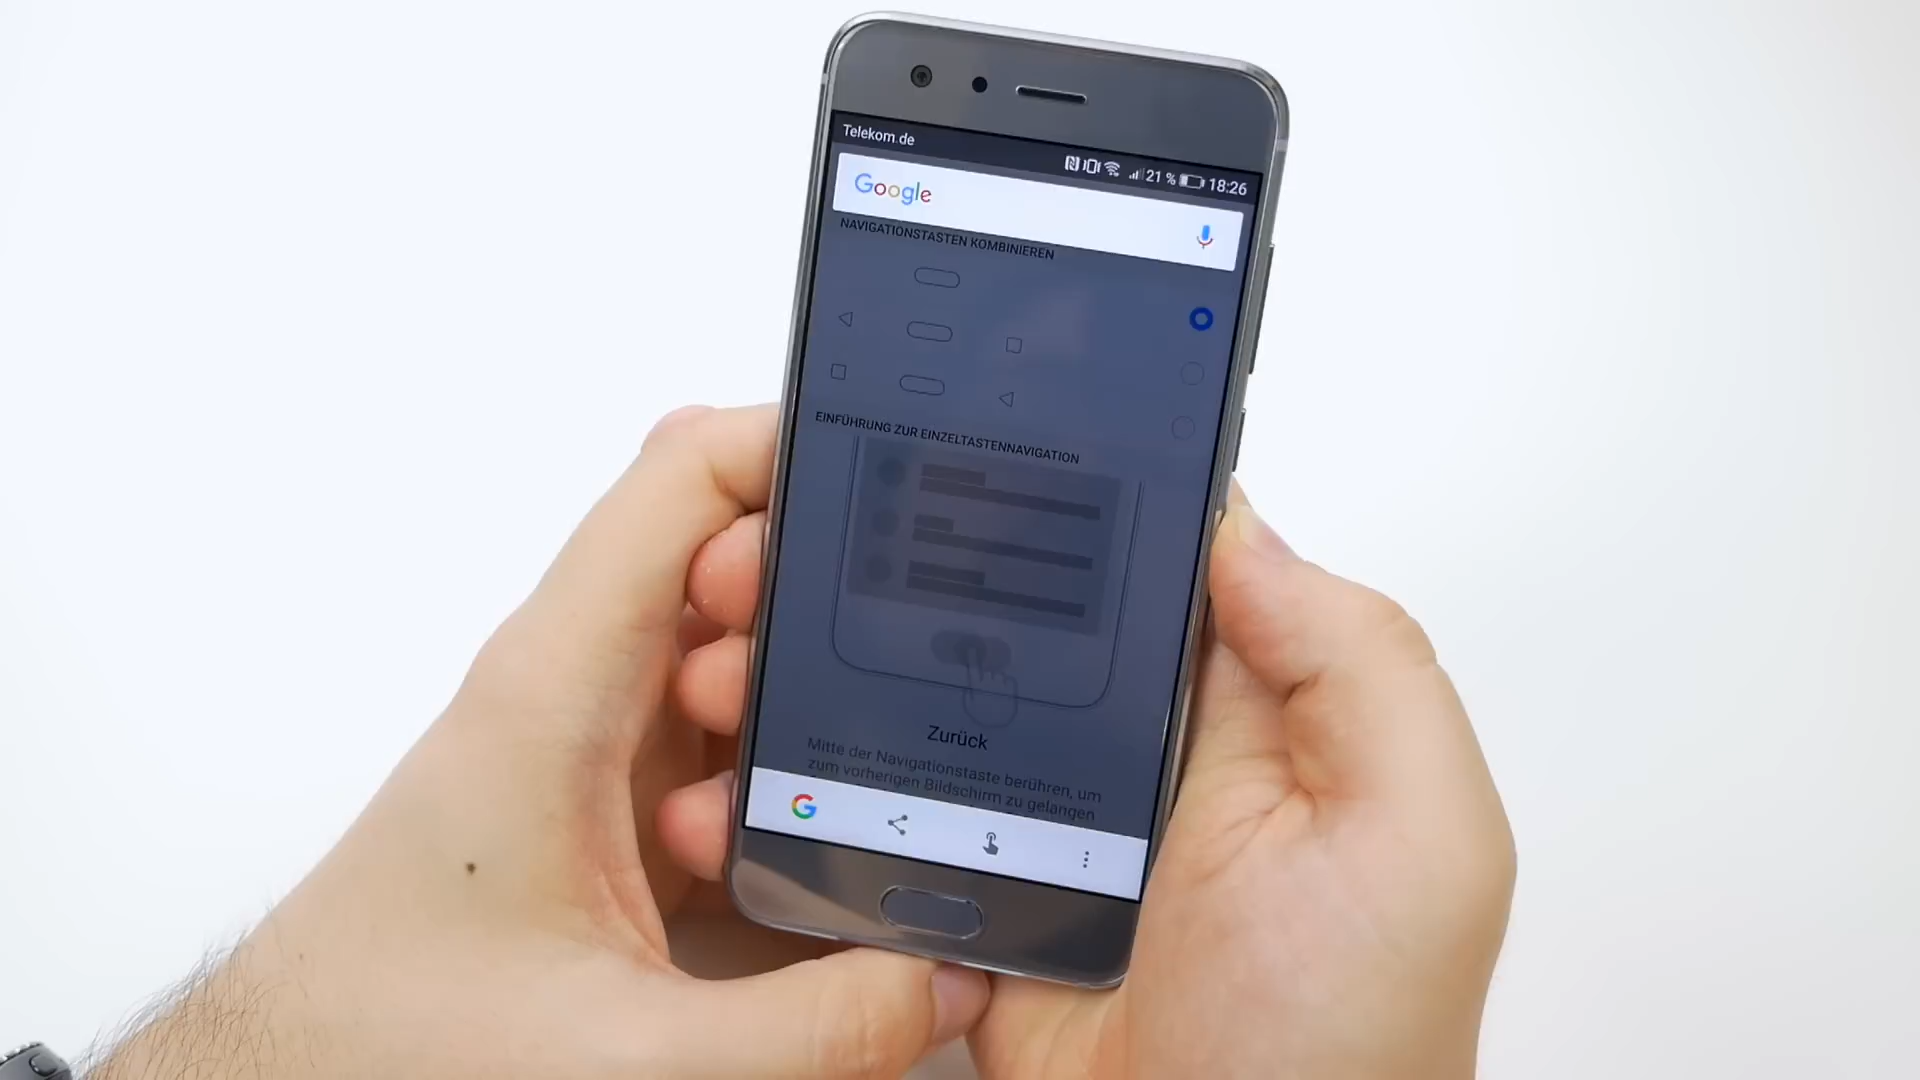 Telekom.de
21 % 18:26
Google
NAVIGATIONSTASTEN KOMBINIEREN
EINFÜHRUNG ZUR EINZELTASTENNAVIGATION
Zurück
Mitte der Navigationstaste berühren, um
zum vorherigen Bildschirm zu gelangen
G